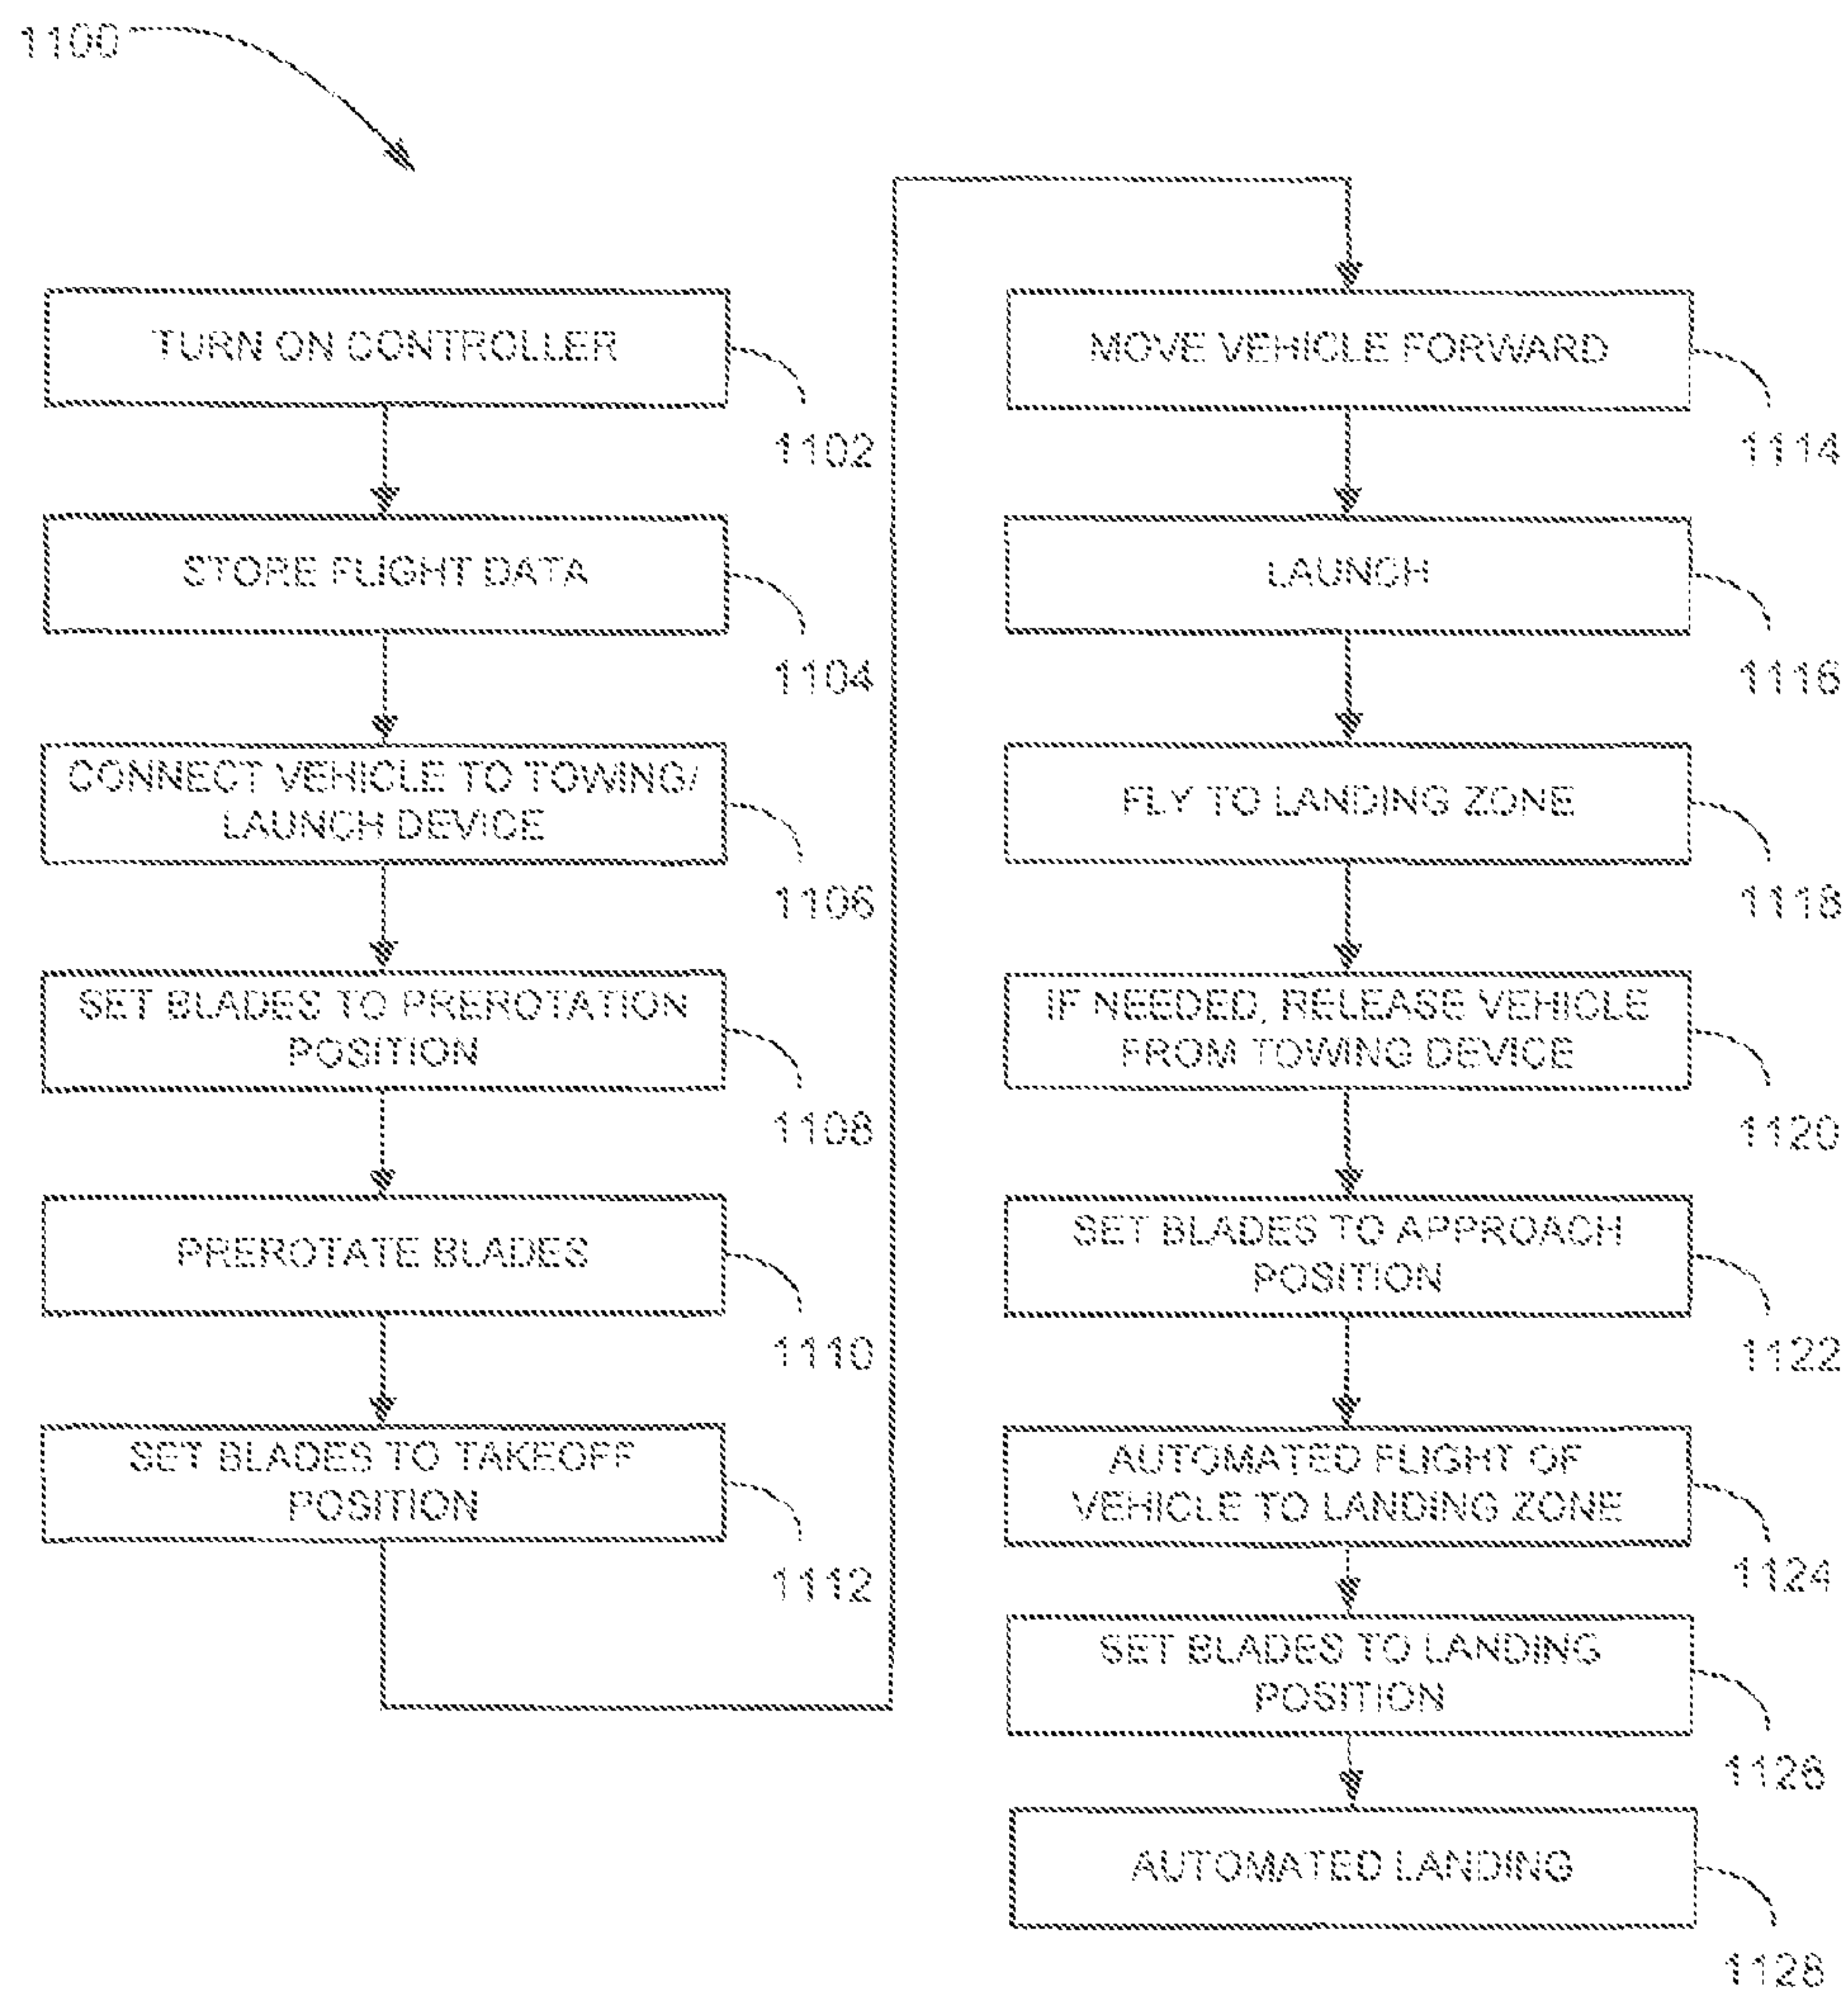 1100
TURN ON CONTROLLER
1102
STORE FLIGHT DATA
1104
CONNECT VEHICLE TO TOWING/
LAUNCH DEVICE
1106
SET BLADES TO PREROTATION
POSITION
1108
PREROTATE BLADES
1110
SET BLADES TO TAKEOFF
POSITION
1112
MOVE VEHICLE FORWARD
1114
LAUNCH
1116
FLY TO LANDING ZONE
1118
IF NEEDED, RELEASE VEHICLE
FROM TOWING DEVICE
1120
SET BLADES TO APPROACH
POSITION
1122
AUTOMATED FLIGHT OF
VEHICLE TO LANDING ZONE
1124
SET BLADES TO LANDING
POSITION
1126
AUTOMATED LANDING
1128